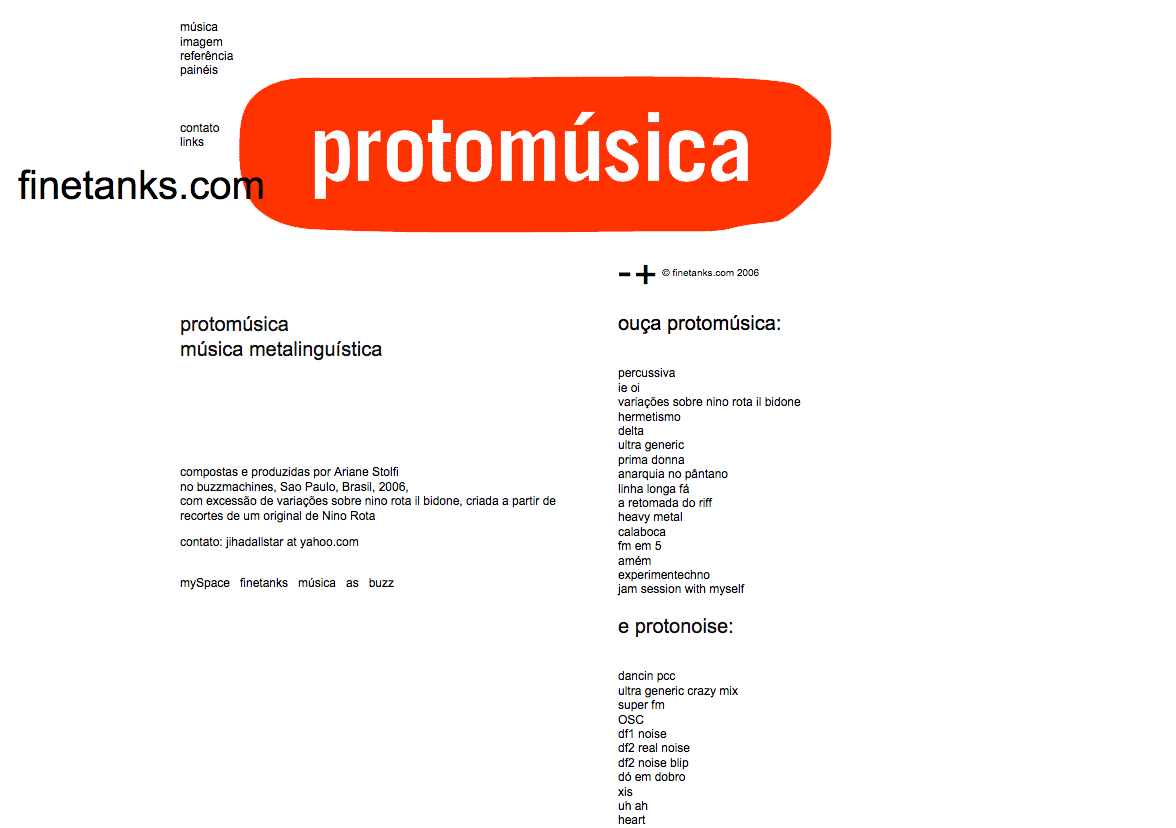 música
imagem
referência
painéis
contato
links
finetanks.com
protomúsica
-+ © finetanks.com 2006
protomúsica
música metalinguística
compostas e produzidas por Ariane Stolfi
no buzzmachines, Sao Paulo, Brasil, 2006,
com excessão de variações sobre nino rota il bidone, criada a partir de
recortes de um original de Nino Rota
contato: jihadallstar at yahoo.com
mySpace finetanks música as buzz
ouça protomúsica:
percussiva
ie oi
variações sobre nino rota il bidone
hermetismo
delta
ultra generic
prima donna
anarquia no pântano
linha longa fá
a retomada do riff
heavy metal
calaboca
fm em 5
amém
experimentechno
jam session with myself
e protonoise:
dancin pcc
ultra generic crazy mix
super fm
OSC
df1 noise
df2 real noise
df2 noise blip
dó em dobro
xis
uh ah
heart